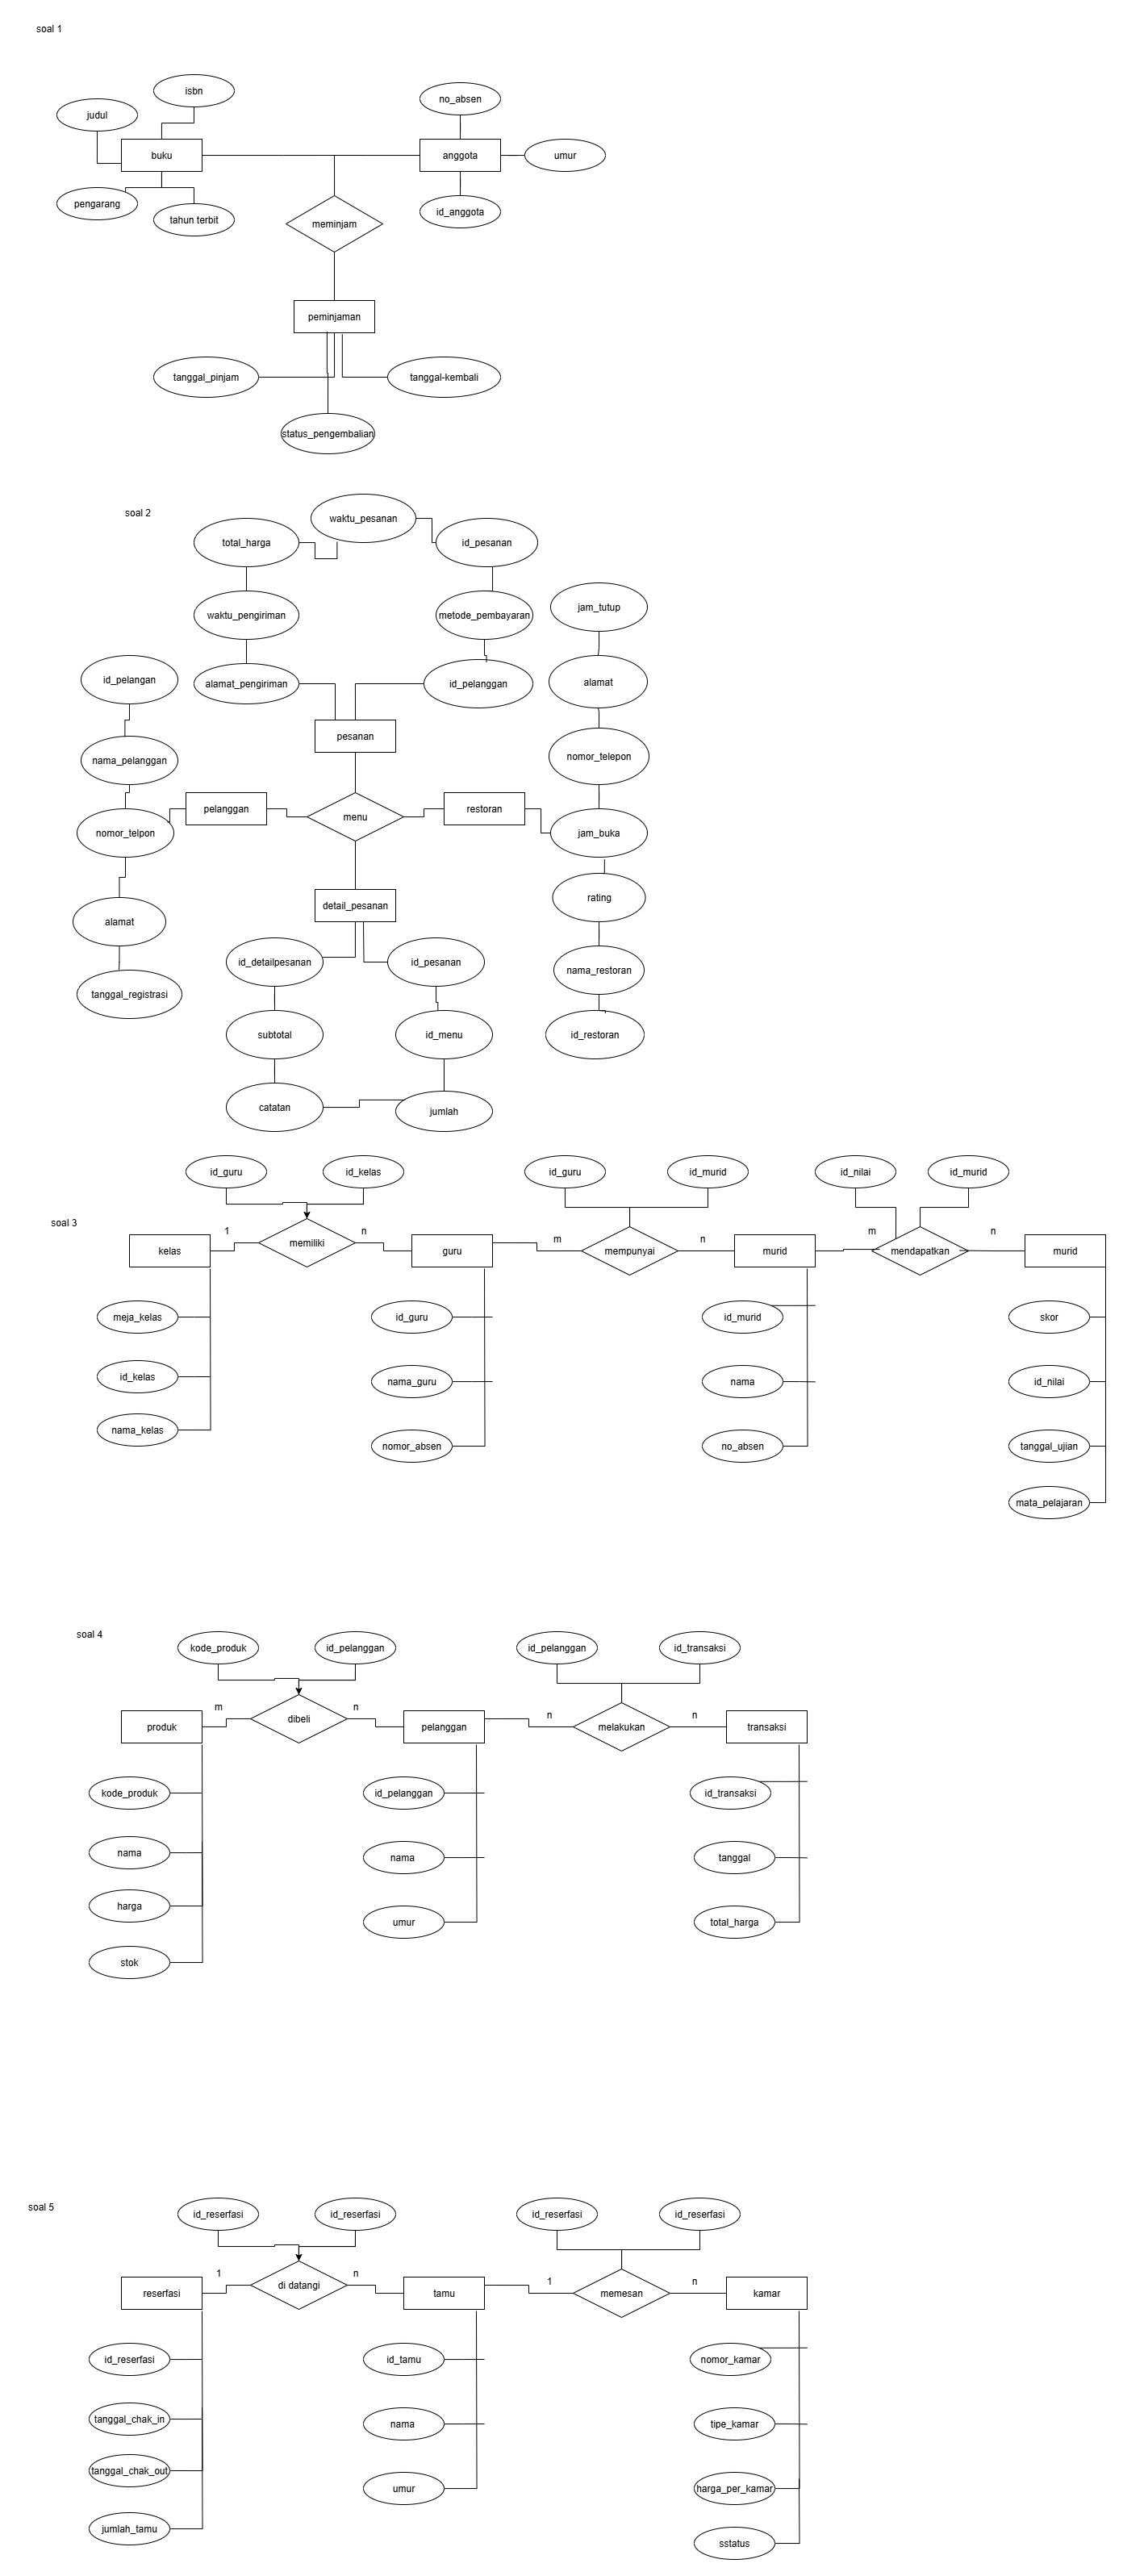 soal 1
isbn
judul
no_absen
buku
anggota
umur
pengarang
tahun terbit
id_anggota
meminjam
peminjaman
tanggal_pinjam
tanggal-kembali
status_pengembalian
soal 2
waktu_pesanan
total_harga
id_pesanan
waktu_pengiriman
metode_pembayaran
jam_tutup
id_pelangan
alamat_pengiriman
id_pelanggan
alamat
pesanan
nama_pelanggan
nomor_telepon
pelanggan
menu
restoran
nomor_telpon
jam_buka
detail_pesanan
rating
alamat
id_detailpesanan
id_pesanan
nama_restoran
tanggal_registrasi
subtotal
id_menu
id_restoran
catatan
jumlah
id_guru
id_kelas
id_guru
id_murid
id_nilai
id_murid
soal 3
1
n
m
n
m
n
kelas
memiliki
guru
mempunyai
murid
mendapatkan
murid
meja_kelas
id_guru
id_murid
skor
id_kelas
nama_guru
nama
id_nilai
nama_kelas
nomor_absen
no_absen
tanggal_ujian
mata_pelajaran
soal 4
kode_produk
id_pelanggan
id_pelanggan
id_transaksi
m
n
n
n
produk
dibeli
pelanggan
melakukan
transaksi
kode_produk
id_pelanggan
id_transaksi
nama
nama
tanggal
harga
umur
total_harga
stok
soal 5
id_reserfasi
id_reserfasi
id_reserfasi
id_reserfasi
1
n
1
n
reserfasi
di datangi
tamu
memesan
kamar
id_reserfasi
id_tamu
nomor_kamar
tanggal_chak_in
nama
tipe_kamar
tanggal_chak_out
umur
harga_per_kamar
jumlah_tamu
sstatus